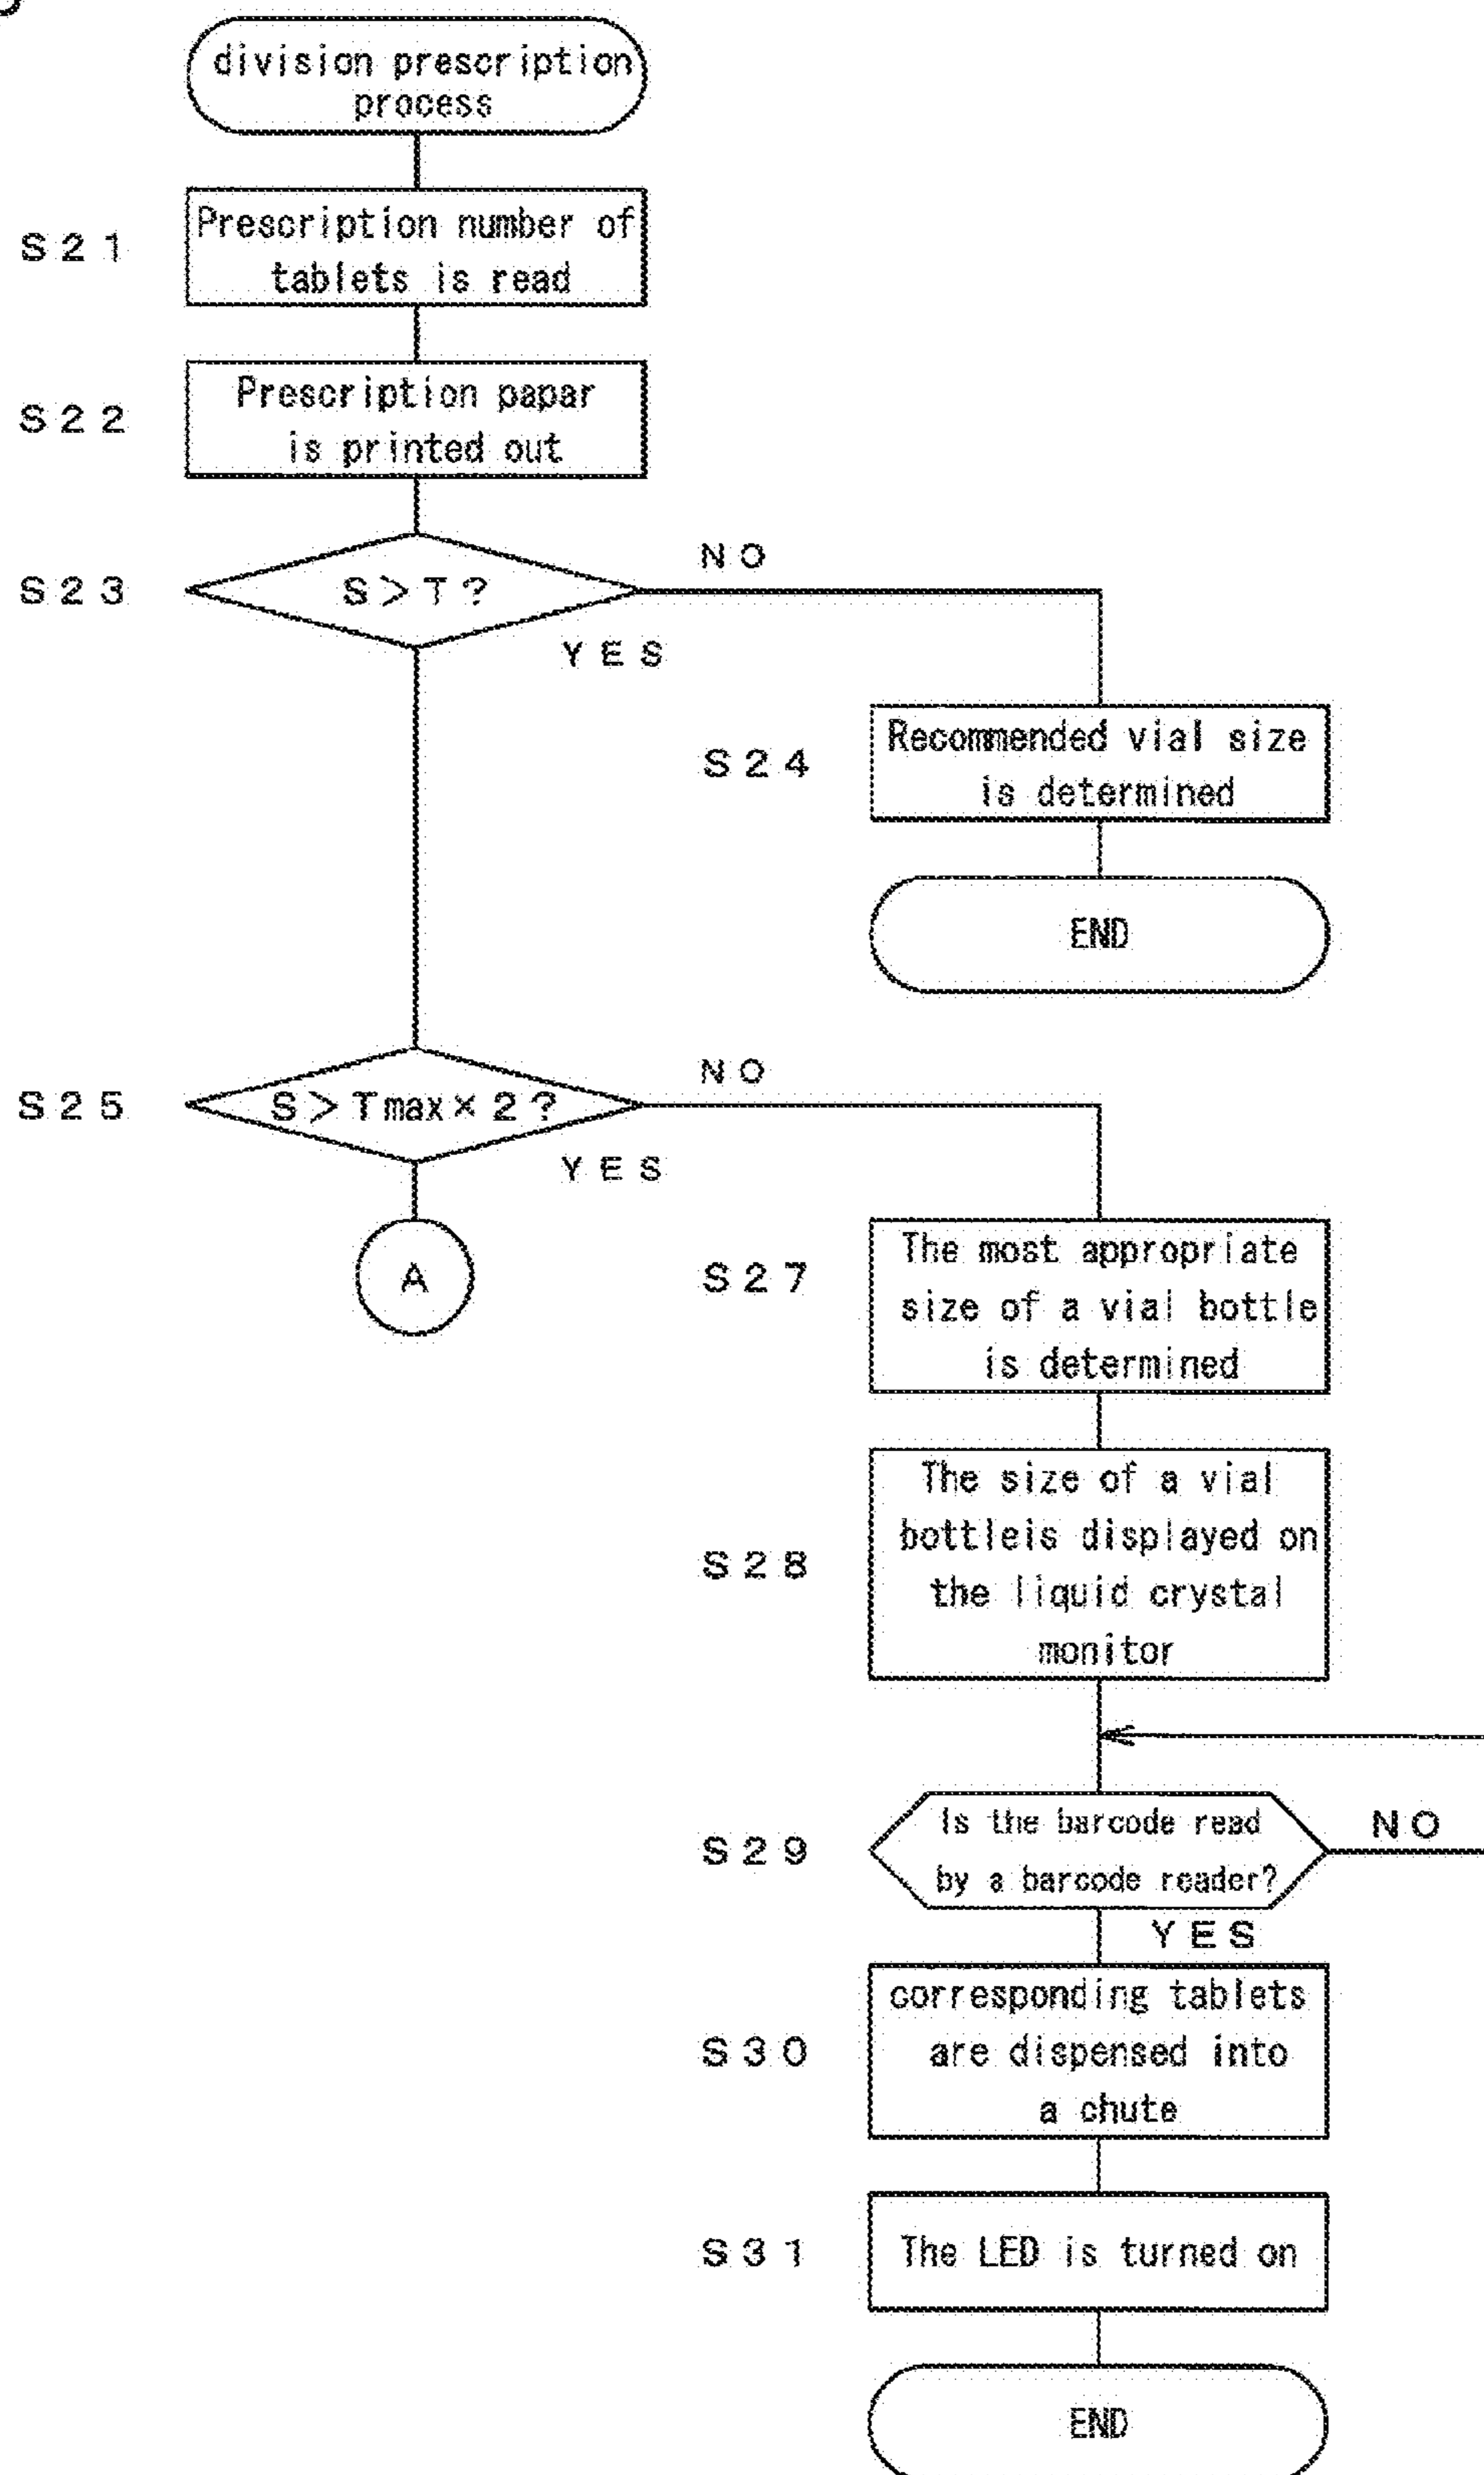 division prescription
process
S21
Prescription number of
tablets is read
S22
Prescription papar
is printed out
S23
S>T?
NO
YES
S24
Recommended vial size
is determined
END
S25
S>Tmax×2?
NO
YES
A
S27
The most appropriate
size of a vial bottle
is determined
S28
The size of a vial
bottleis displayed on
the liquid crystal
monitor
S29
Is the barcode read
by a barcode reader?
NO
YES
S30
corresponding tablets
are dispensed into
a chute
S31
The LED is turned on
END